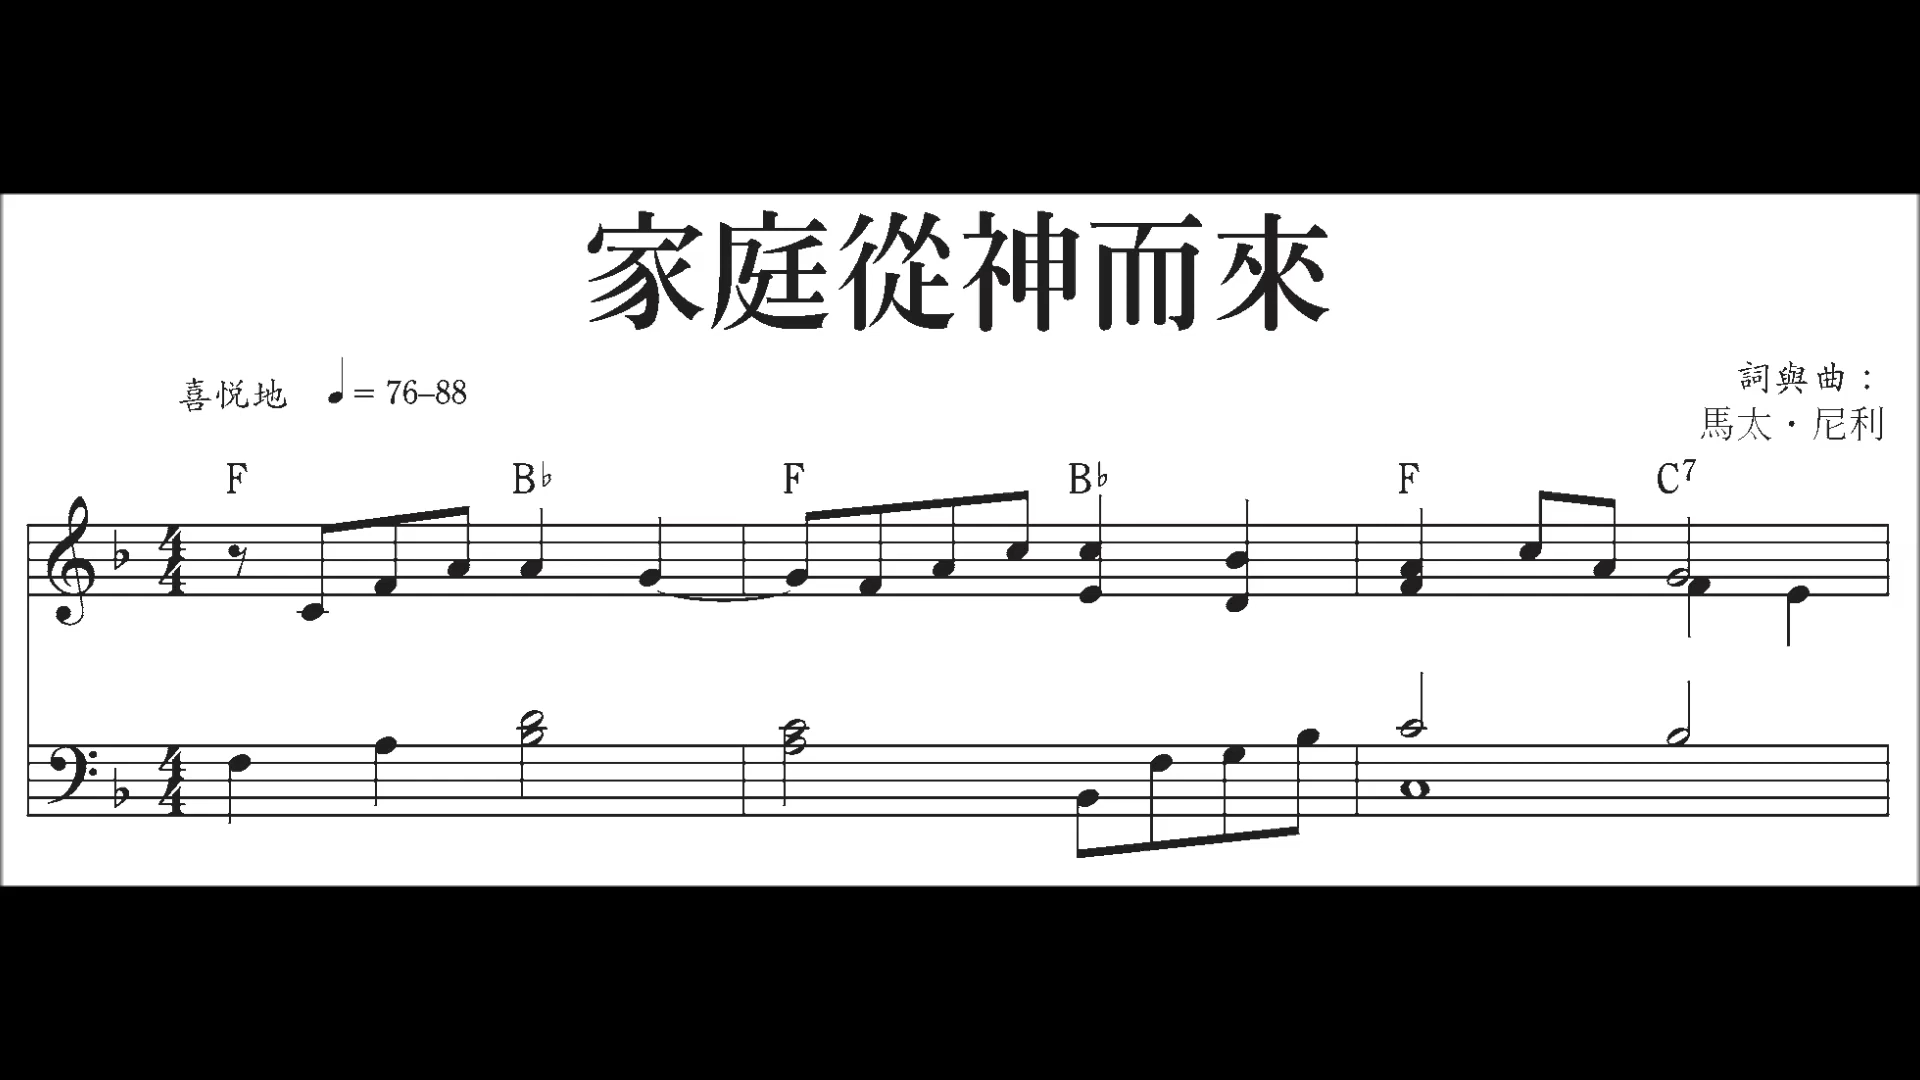 家庭從神而來
喜悅地 ♩= 76–88
詞與曲：
馬太・尼利
F B♭ F B♭ F C7